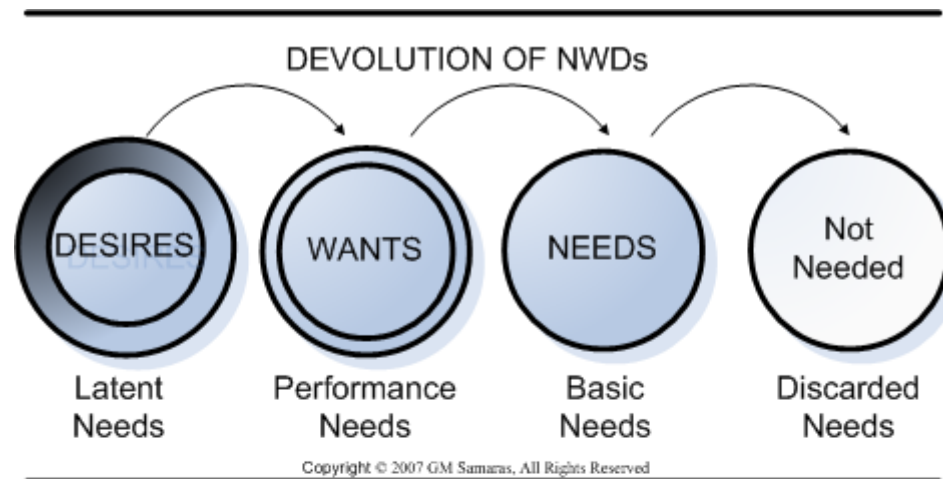 DEVOLUTION OF NWDs
DESIRES
WANTS
NEEDS
Not
Needed
Latent
Needs
Performance
Needs
Basic
Needs
Discarded
Needs
Copyright © 2007 GM Samaras, All Rights Reserved